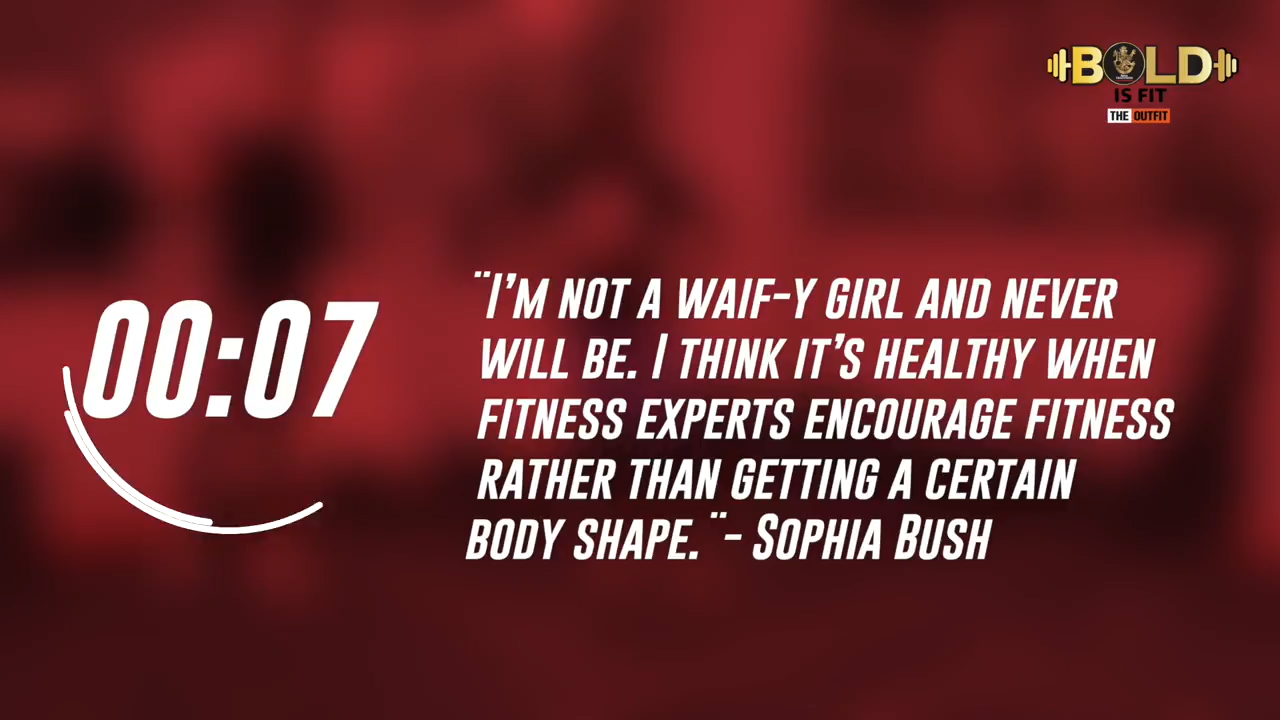 BOLD
IS FIT
THE OUTFIT
00:07
¨I'M NOT A WAIF-Y GIRL AND NEVER
WILL BE. I THINK IT'S HEALTHY WHEN
FITNESS EXPERTS ENCOURAGE FITNESS
RATHER THAN GETTING A CERTAIN
BODY SHAPE. ¨- SOPHIA BUSH